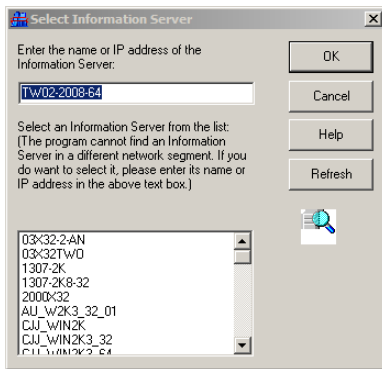 Select Information Server
Enter the name or IP address of the
Information Server:
TW02-2008-64
Select an Information Server from the list:
(The program cannot find an Information
Server in a different network segment. If you
do want to select it, please enter its name or
IP address in the above text box.)
03X32-2-AN
03X32TWO
1307-2K
1307-2K8-32
2000X32
AU_W2K3_32_01
CJJ_WIN2K
CJJ_WIN2K3_32
CJJ_WIN2K3_64
OK
Cancel
Help
Refresh